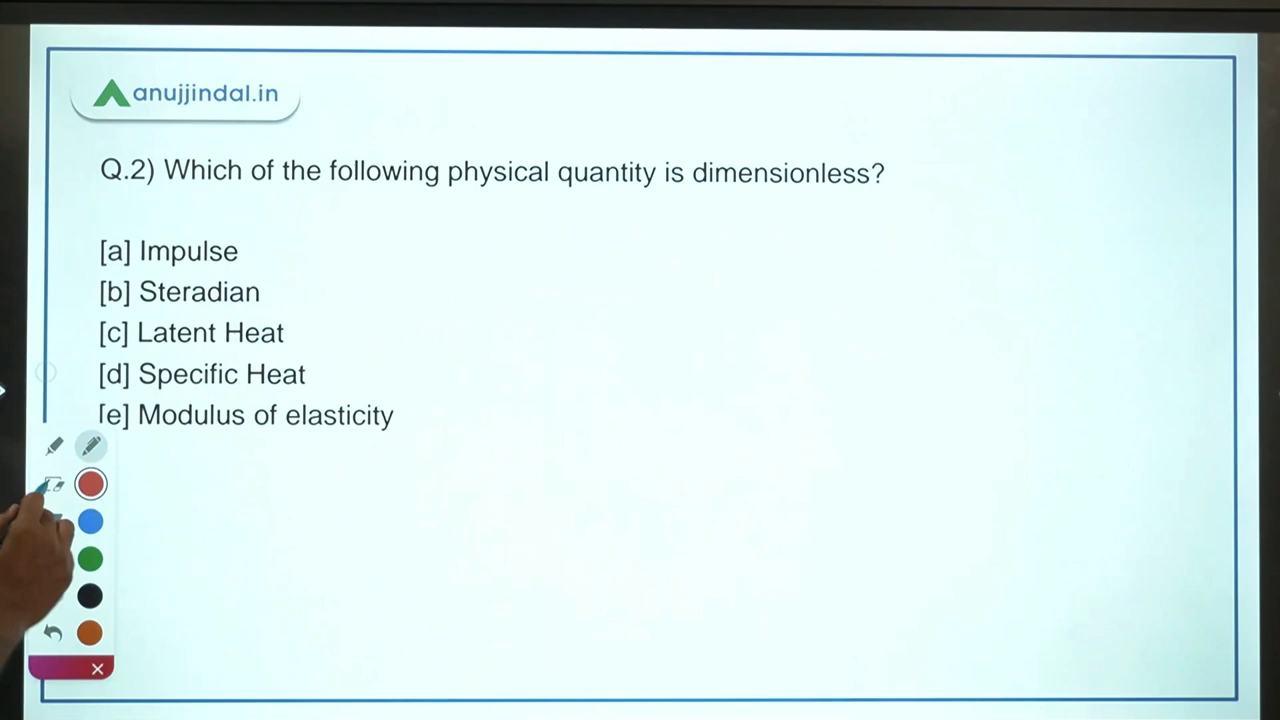 anujjindal.in
Q.2) Which of the following physical quantity is dimensionless?
[a] Impulse
[b] Steradian
[c] Latent Heat
[d] Specific Heat
[e] Modulus of elasticity